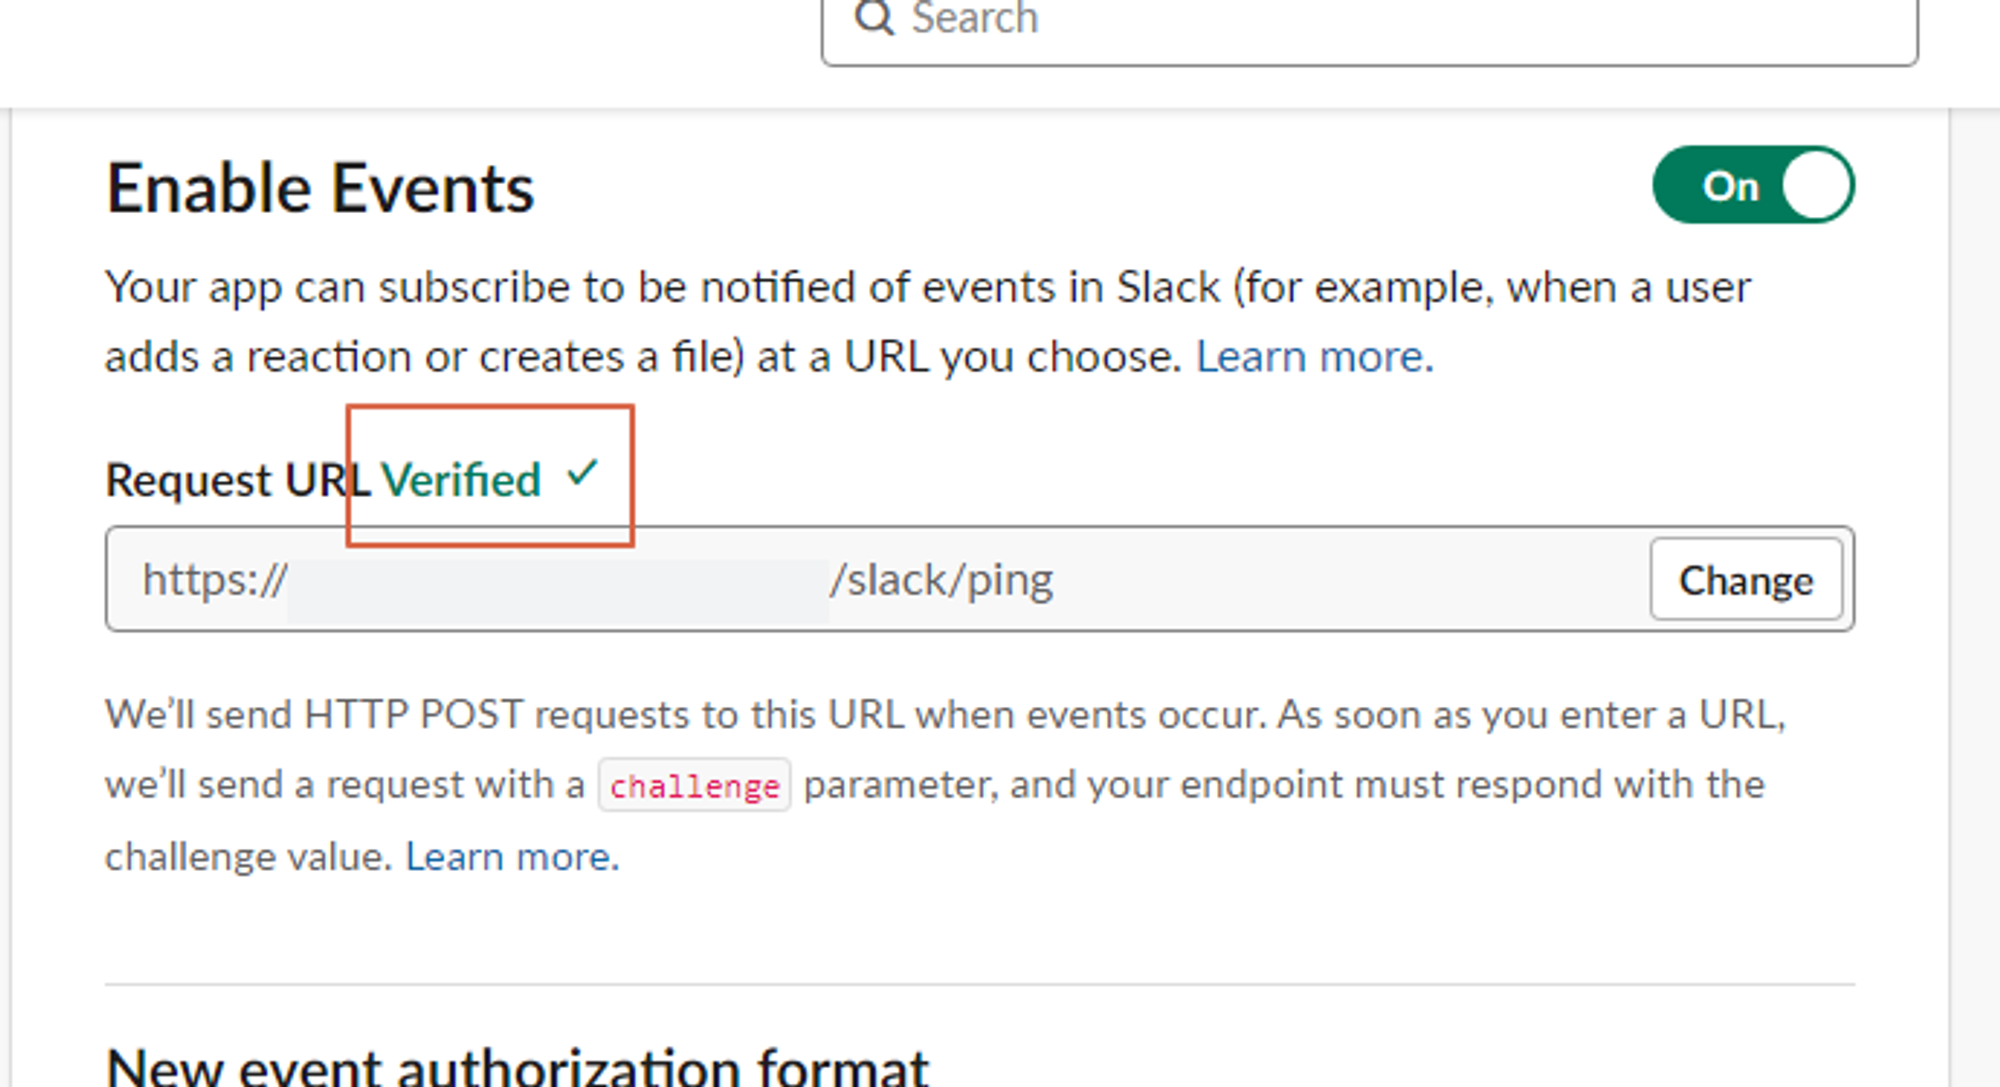 Search
Enable Events
On
Your app can subscribe to be notified of events in Slack (for example, when a user
adds a reaction or creates a file) at a URL you choose. Learn more.
Request URL Verified ✓
https:// /slack/ping
Change
We’ll send HTTP POST requests to this URL when events occur. As soon as you enter a URL,
we’ll send a request with a challenge parameter, and your endpoint must respond with the
challenge value. Learn more.
New event authorization format